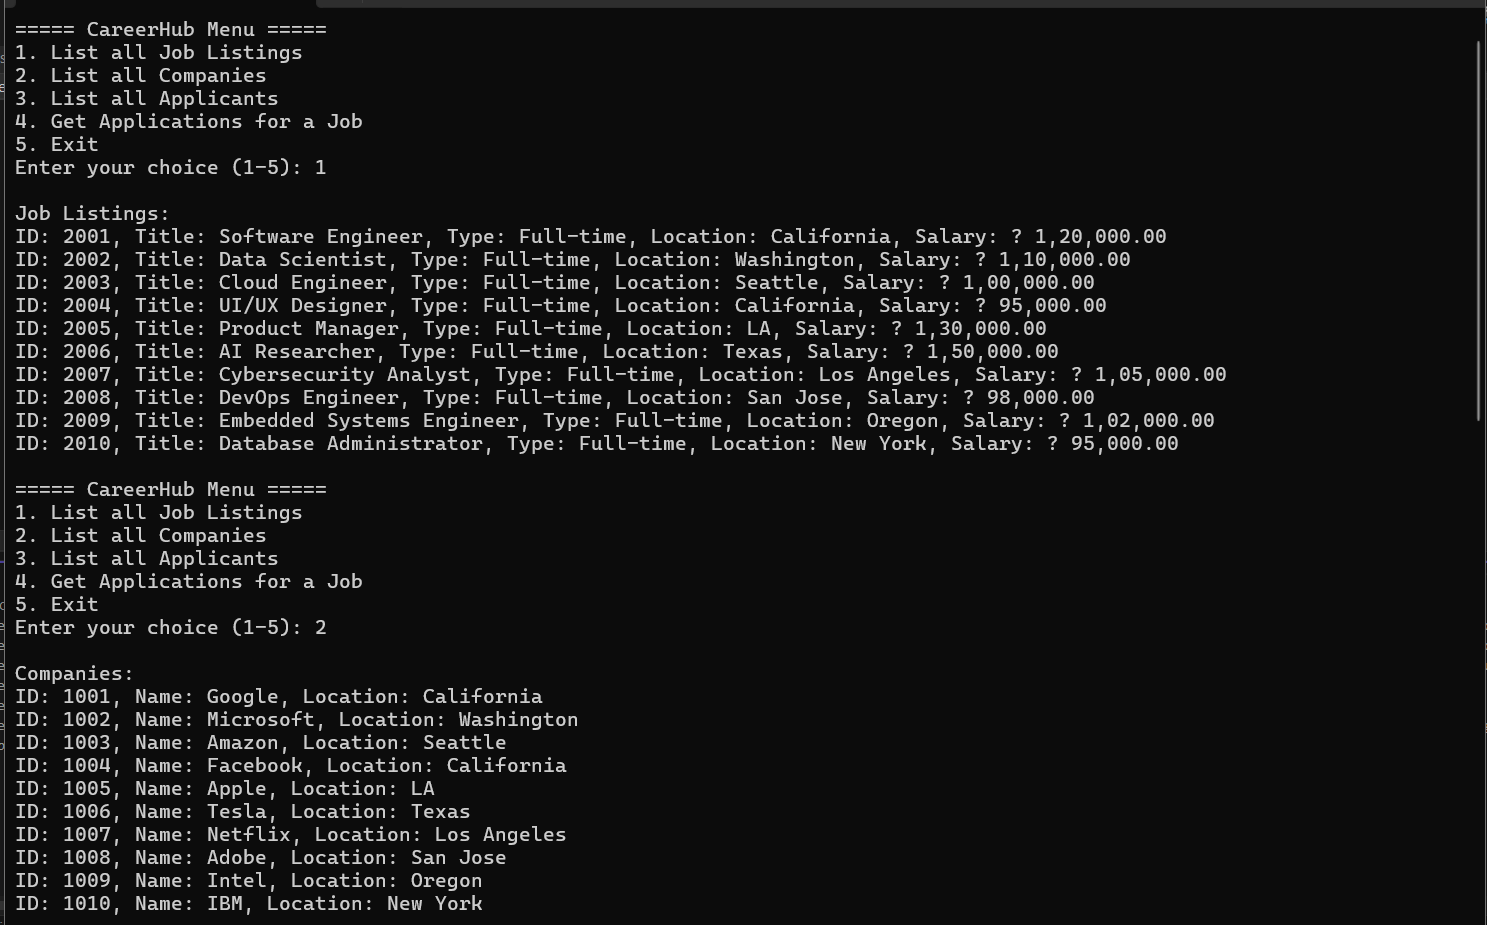 ===== CareerHub Menu =====
1. List all Job Listings
2. List all Companies
3. List all Applicants
4. Get Applications for a Job
5. Exit
Enter your choice (1-5): 1
Job Listings:
ID: 2001, Title: Software Engineer, Type: Full-time, Location: California, Salary: ? 1,20,000.00
ID: 2002, Title: Data Scientist, Type: Full-time, Location: Washington, Salary: ? 1,10,000.00
ID: 2003, Title: Cloud Engineer, Type: Full-time, Location: Seattle, Salary: ? 1,00,000.00
ID: 2004, Title: UI/UX Designer, Type: Full-time, Location: California, Salary: ? 95,000.00
ID: 2005, Title: Product Manager, Type: Full-time, Location: LA, Salary: ? 1,30,000.00
ID: 2006, Title: AI Researcher, Type: Full-time, Location: Texas, Salary: ? 1,50,000.00
ID: 2007, Title: Cybersecurity Analyst, Type: Full-time, Location: Los Angeles, Salary: ? 1,05,000.00
ID: 2008, Title: DevOps Engineer, Type: Full-time, Location: San Jose, Salary: ? 98,000.00
ID: 2009, Title: Embedded Systems Engineer, Type: Full-time, Location: Oregon, Salary: ? 1,02,000.00
ID: 2010, Title: Database Administrator, Type: Full-time, Location: New York, Salary: ? 95,000.00
===== CareerHub Menu =====
1. List all Job Listings
2. List all Companies
3. List all Applicants
4. Get Applications for a Job
5. Exit
Enter your choice (1-5): 2
Companies:
ID: 1001, Name: Google, Location: California
ID: 1002, Name: Microsoft, Location: Washington
ID: 1003, Name: Amazon, Location: Seattle
ID: 1004, Name: Facebook, Location: California
ID: 1005, Name: Apple, Location: LA
ID: 1006, Name: Tesla, Location: Texas
ID: 1007, Name: Netflix, Location: Los Angeles
ID: 1008, Name: Adobe, Location: San Jose
ID: 1009, Name: Intel, Location: Oregon
ID: 1010, Name: IBM, Location: New York